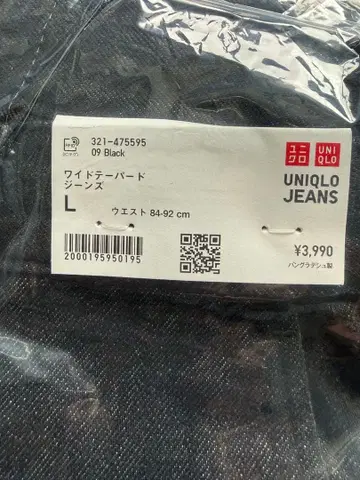 321-475595
09 Black
ワイドテーパード
ジーンズ
L
ウエスト 84-92 cm
2000195950195
ユニ
クロ
UNI
QLO
UNIQLO
JEANS
¥3,990
バングラデシュ製